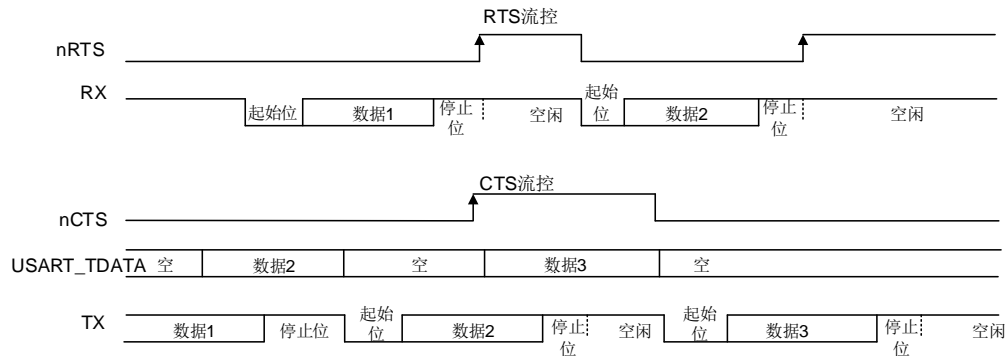 RTS流控
nRTS
RX
起始位 数据1 停止位 空闲 起始位 数据2 停止位 空闲
CTS流控
nCTS
USART_TDATA 空 数据2 空 数据3 空
TX
数据1 停止位 起始位 数据2 停止位 空闲 起始位 数据3 停止位 空闲